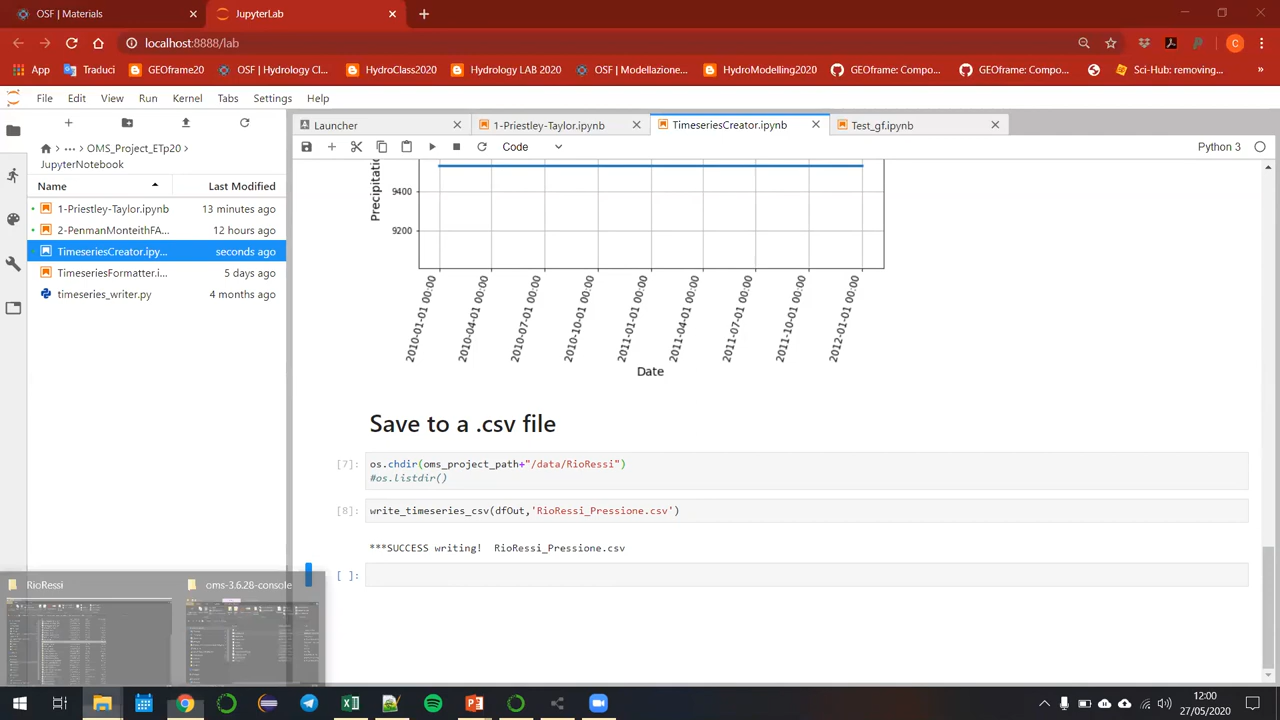 OSF | Materials
JupyterLab
localhost:8888/lab
App
Traduci
GEOframe20
OSF | Hydrology Cl...
HydroClass2020
Hydrology LAB 2020
OSF | Modellazione...
HydroModelling2020
GEOframe: Compo...
GEOframe: Compo...
Sci-Hub: removing...
»
File Edit View Run Kernel Tabs Settings Help
Launcher
1-Priestley-Taylor.ipynb
TimeseriesCreator.ipynb
Test_gf.ipynb
Code
Python 3
··· > OMS_Project_ETp20 >
JupyterNotebook
Name Last Modified
1-Priestley-Taylor.ipynb 13 minutes ago
2-PenmanMonteithFA... 12 hours ago
TimeseriesCreator.ipy... seconds ago
TimeseriesFormatter.i... 5 days ago
timeseries_writer.py 4 months ago
Precipitatic
9400
9200
2010-01-01 00:00
2010-04-01 00:00
2010-07-01 00:00
2010-10-01 00:00
2011-01-01 00:00
2011-04-01 00:00
2011-07-01 00:00
2011-10-01 00:00
2012-01-01 00:00
Date
Save to a .csv file
[7]: os.chdir(oms_project_path+"/data/RioRessi")
#os.listdir()
[8]: write_timeseries_csv(dfOut,'RioRessi_Pressione.csv')
***SUCCESS writing!  RioRessi_Pressione.csv
[ ]:
RioRessi
oms-3.6.28-console
12:00
27/05/2020